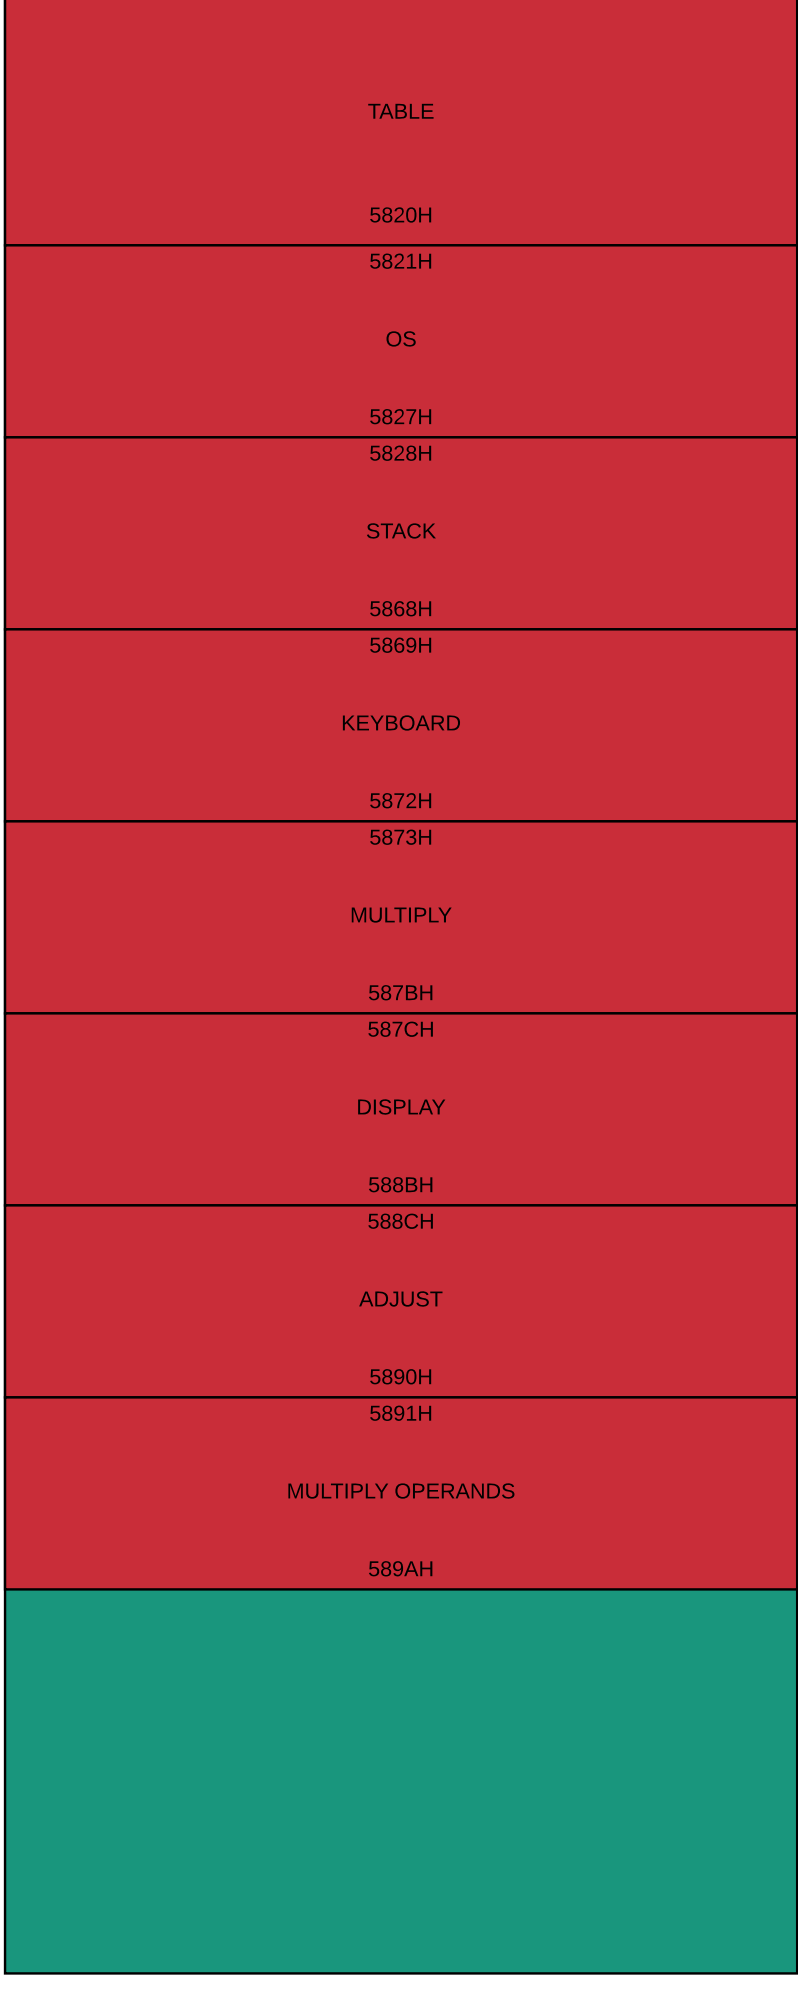 TABLE
5820H
5821H
OS
5827H
5828H
STACK
5868H
5869H
KEYBOARD
5872H
5873H
MULTIPLY
587BH
587CH
DISPLAY
588BH
588CH
ADJUST
5890H
5891H
MULTIPLY OPERANDS
589AH